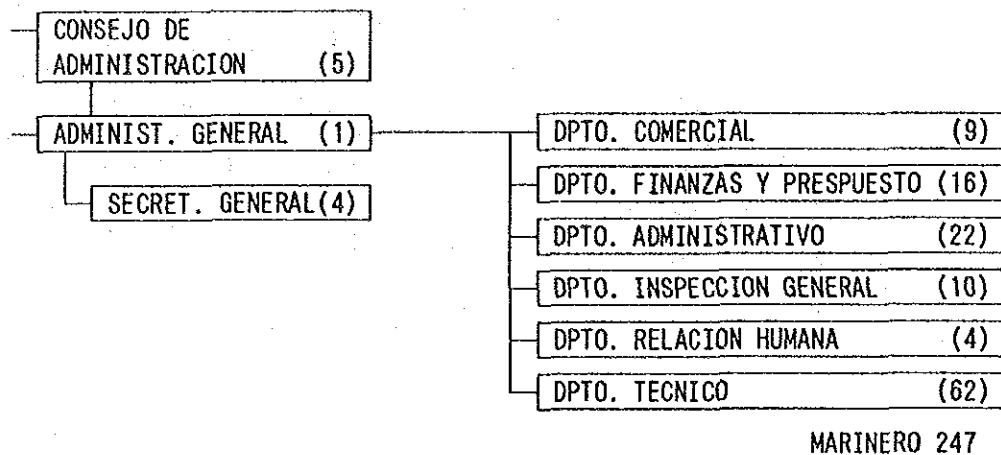 CONSEJO DE
ADMINISTRACION (5)
ADMINIST. GENERAL (1)
SECRET. GENERAL(4)
DPTO. COMERCIAL (9)
DPTO. FINANZAS Y PRESPUESTO (16)
DPTO. ADMINISTRATIVO (22)
DPTO. INSPECCION GENERAL (10)
DPTO. RELACION HUMANA (4)
DPTO. TECNICO (62)
MARINERO 247